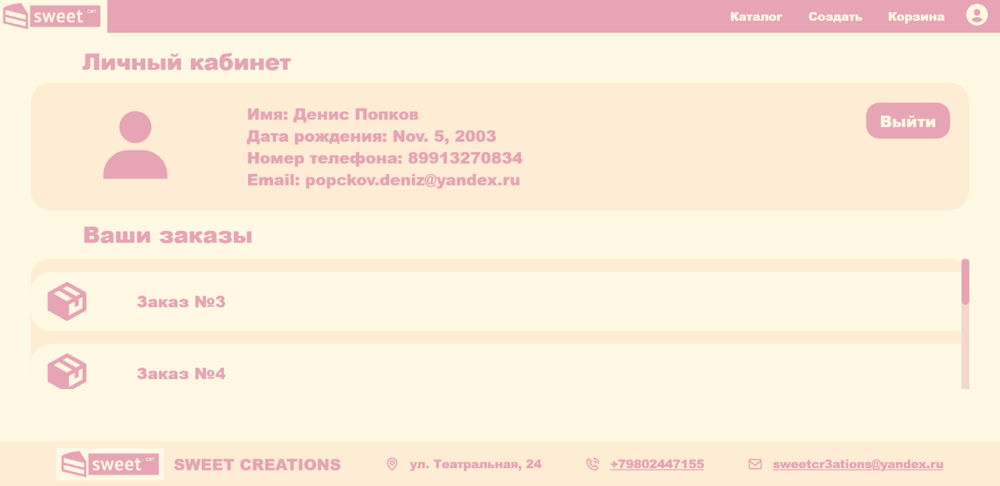 sweet CRT
Каталог Создать Корзина
Личный кабинет
Имя: Денис Попков
Дата рождения: Nov. 5, 2003
Номер телефона: 89913270834
Email: popckov.deniz@yandex.ru
Выйти
Ваши заказы
Заказ №3
Заказ №4
sweet CRT
SWEET CREATIONS
ул. Театральная, 24
+79802447155
sweetcr3ations@yandex.ru